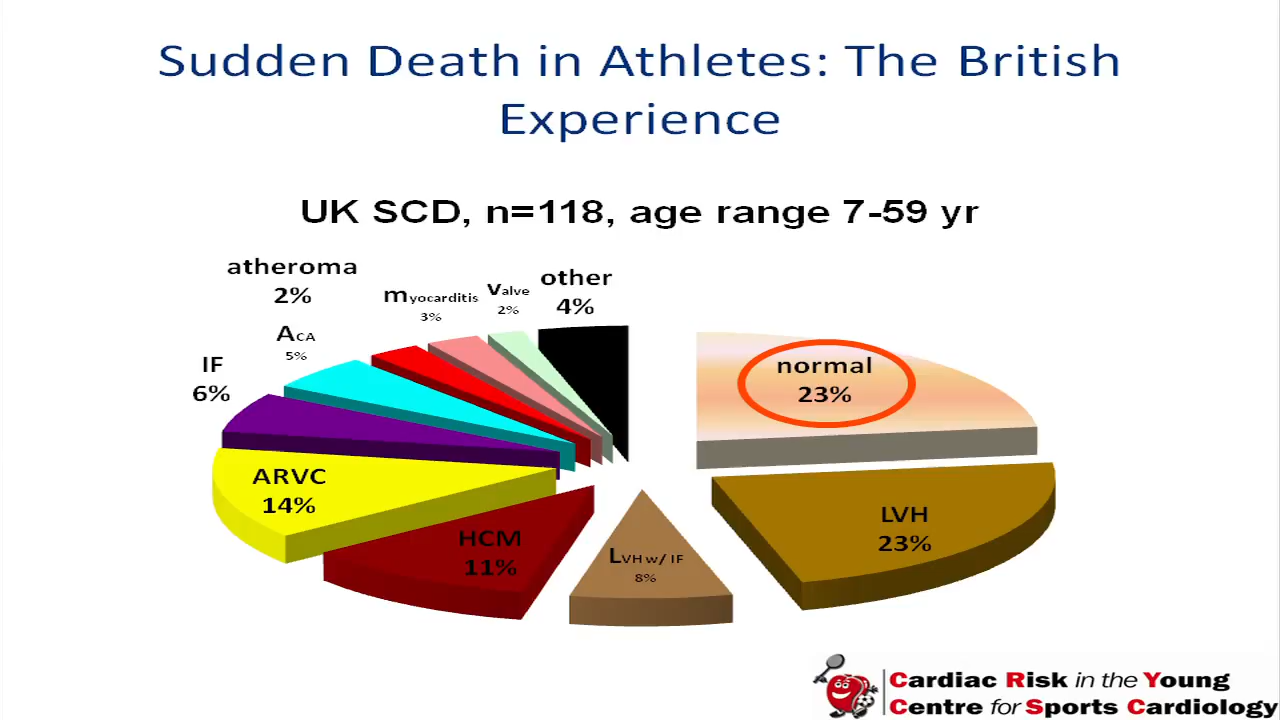 Sudden Death in Athletes: The British
Experience
UK SCD, n=118, age range 7-59 yr
atheroma
2%
myocarditis
3%
Valve
2%
other
4%
ACA
5%
IF
6%
normal
23%
ARVC
14%
HCM
11%
LVH w/ IF
8%
LVH
23%
Cardiac Risk in the Young
Centre for Sports Cardiology